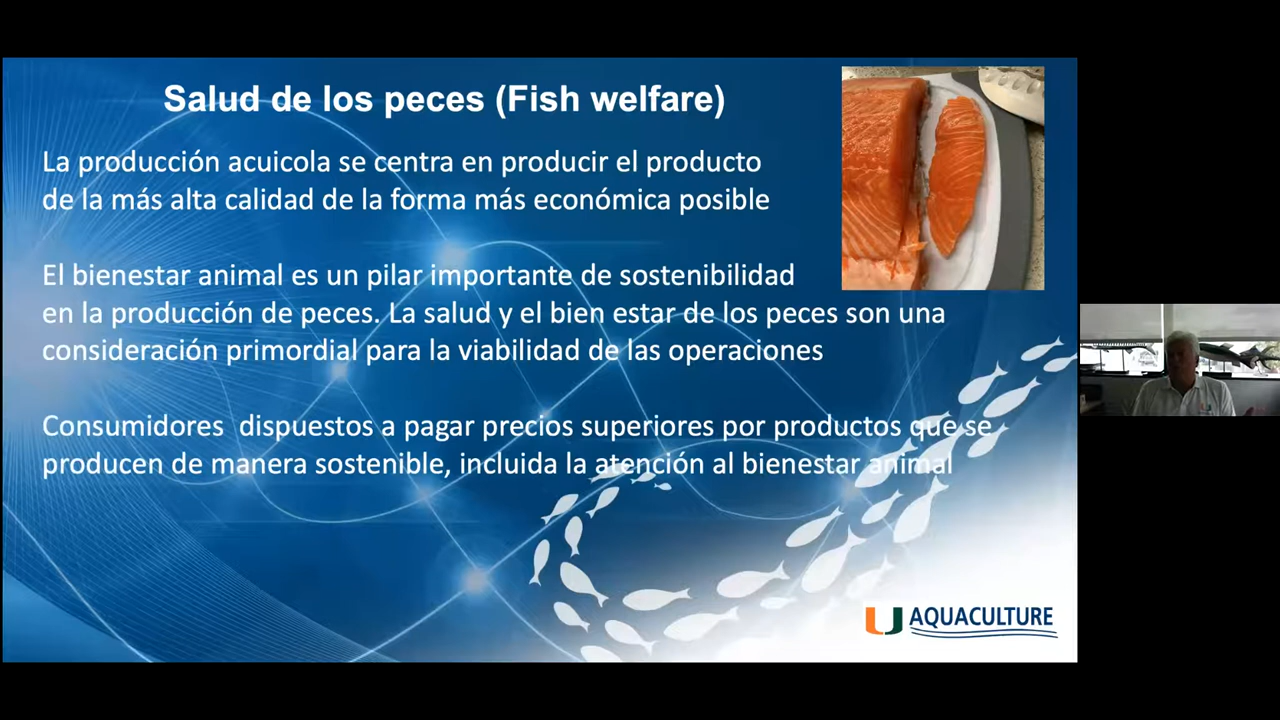 Salud de los peces (Fish welfare)
La producción acuicola se centra en producir el producto
de la más alta calidad de la forma más económica posible
El bienestar animal es un pilar importante de sostenibilidad
en la producción de peces. La salud y el bien estar de los peces son una
consideración primordial para la viabilidad de las operaciones
Consumidores dispuestos a pagar precios superiores por productos que se
producen de manera sostenible, incluida la atención al bienestar animal
U AQUACULTURE